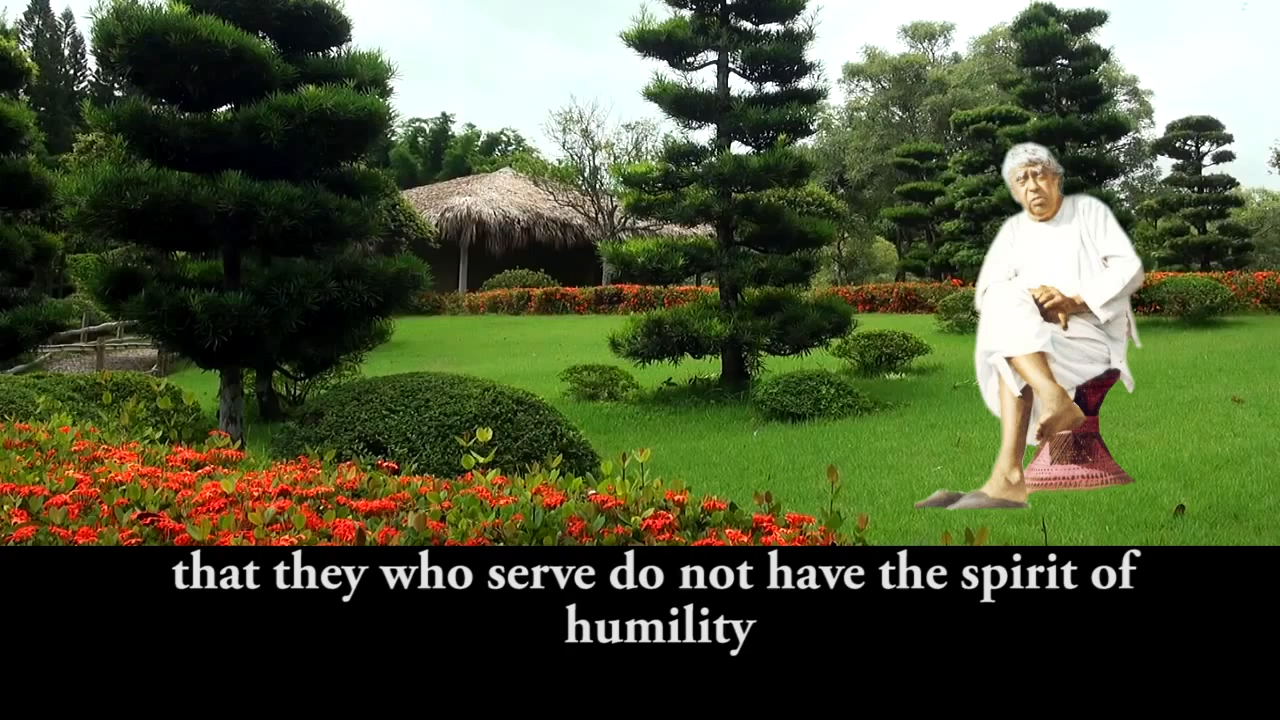 that they who serve do not have the spirit of
humility